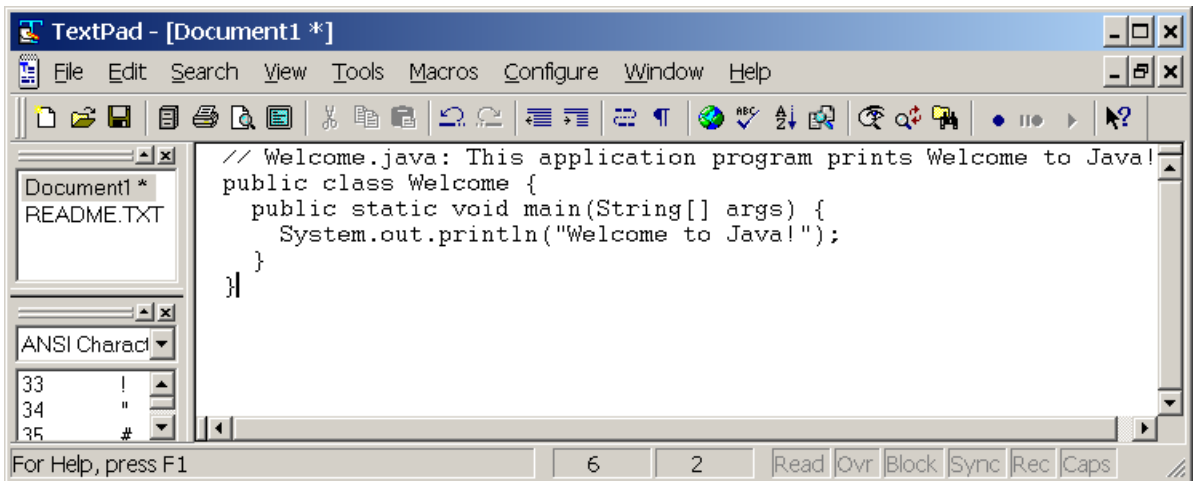 TextPad - [Document1 *]
File Edit Search View Tools Macros Configure Window Help
ABC
A
Z
?
Document1 *
README.TXT
// Welcome.java: This application program prints Welcome to Java!
public class Welcome {
public static void main(String[] args) {
System.out.println("Welcome to Java!");
}
}
ANSI Charact
33 !
34 "
35 #
For Help, press F1 6 2 Read Ovr Block Sync Rec Caps